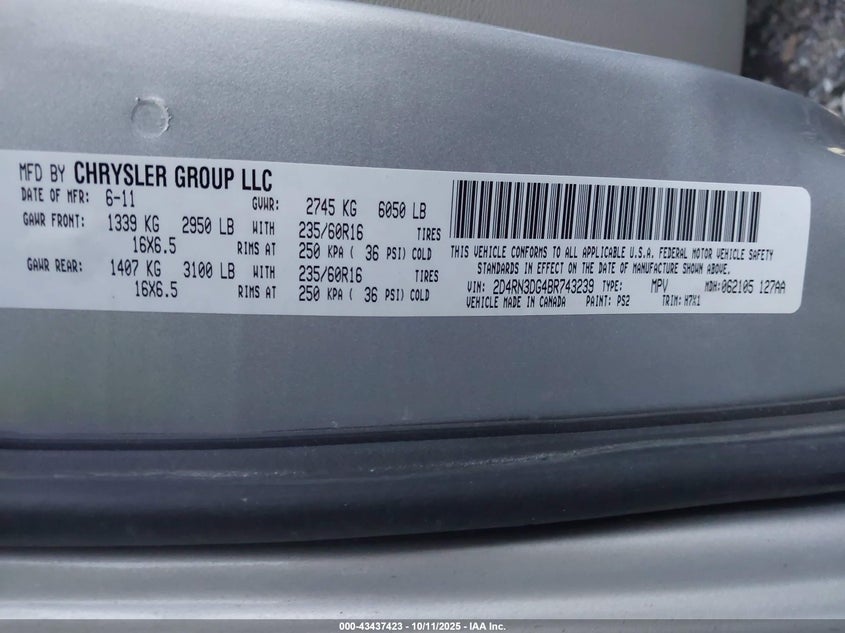 MFD BY CHRYSLER GROUP LLC
DATE OF MFR: 6-11 GVWR: 2745 KG 6050 LB
GAWR FRONT: 1339 KG 2950 LB WITH 235/60R16 TIRES
16X6.5 RIMS AT 250 KPA ( 36 PSI) COLD
GAWR REAR: 1407 KG 3100 LB WITH 235/60R16 TIRES
16X6.5 RIMS AT 250 KPA ( 36 PSI) COLD
THIS VEHICLE CONFORMS TO ALL APPLICABLE U.S.A. FEDERAL MOTOR VEHICLE SAFETY
STANDARDS IN EFFECT ON THE DATE OF MANUFACTURE SHOWN ABOVE.
VIN: 2D4RN3DG4BR743239 TYPE: MPV MDH:062105 127AA
VEHICLE MADE IN CANADA PAINT: PS2 TRIM: H7X1
000-43437423 - 10/11/2025 - IAA Inc.